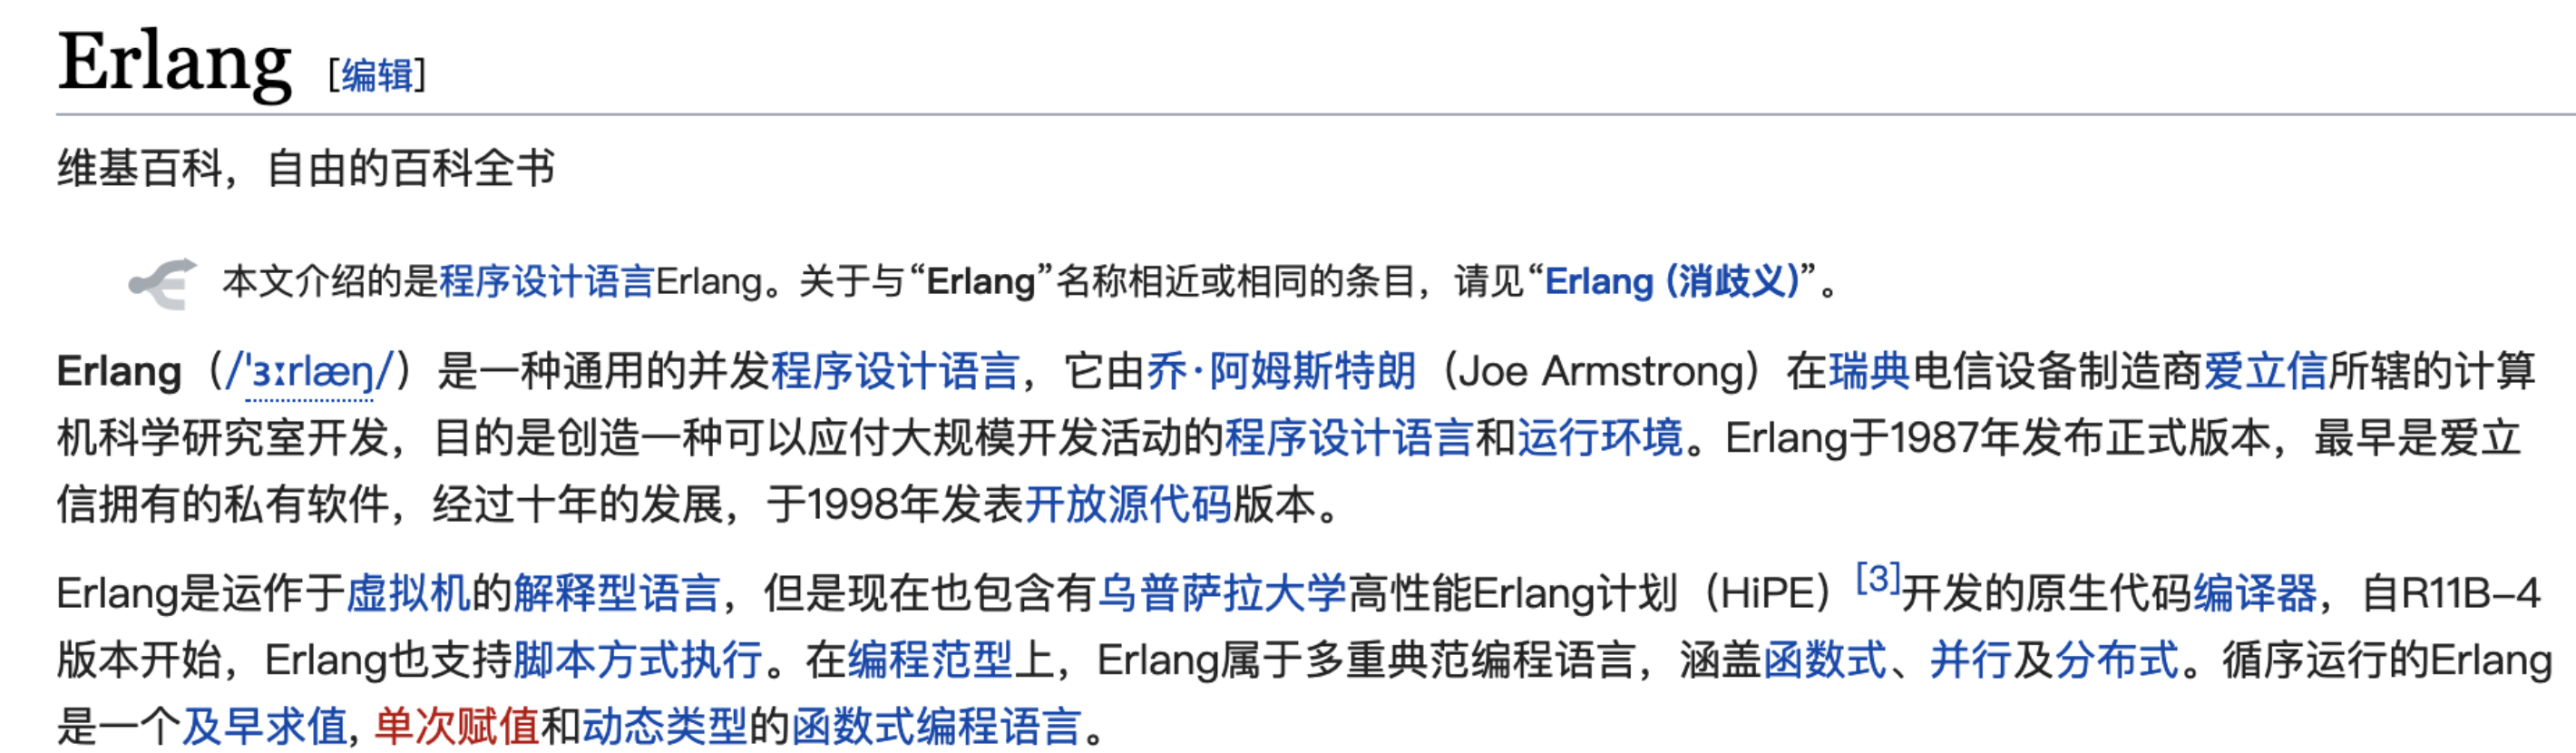 Erlang [编辑]
维基百科，自由的百科全书
本文介绍的是程序设计语言Erlang。关于与“Erlang”名称相近或相同的条目，请见“Erlang (消歧义)”。
Erlang（/ˈɜːrlæŋ/）是一种通用的并发程序设计语言，它由乔·阿姆斯特朗（Joe Armstrong）在瑞典电信设备制造商爱立信所辖的计算
机科学研究室开发，目的是创造一种可以应付大规模开发活动的程序设计语言和运行环境。Erlang于1987年发布正式版本，最早是爱立
信拥有的私有软件，经过十年的发展，于1998年发表开放源代码版本。
Erlang是运作于虚拟机的解释型语言，但是现在也包含有乌普萨拉大学高性能Erlang计划（HiPE）[3]开发的原生代码编译器，自R11B-4
版本开始，Erlang也支持脚本方式执行。在编程范型上，Erlang属于多重典范编程语言，涵盖函数式、并行及分布式。循序运行的Erlang
是一个及早求值, 单次赋值和动态类型的函数式编程语言。